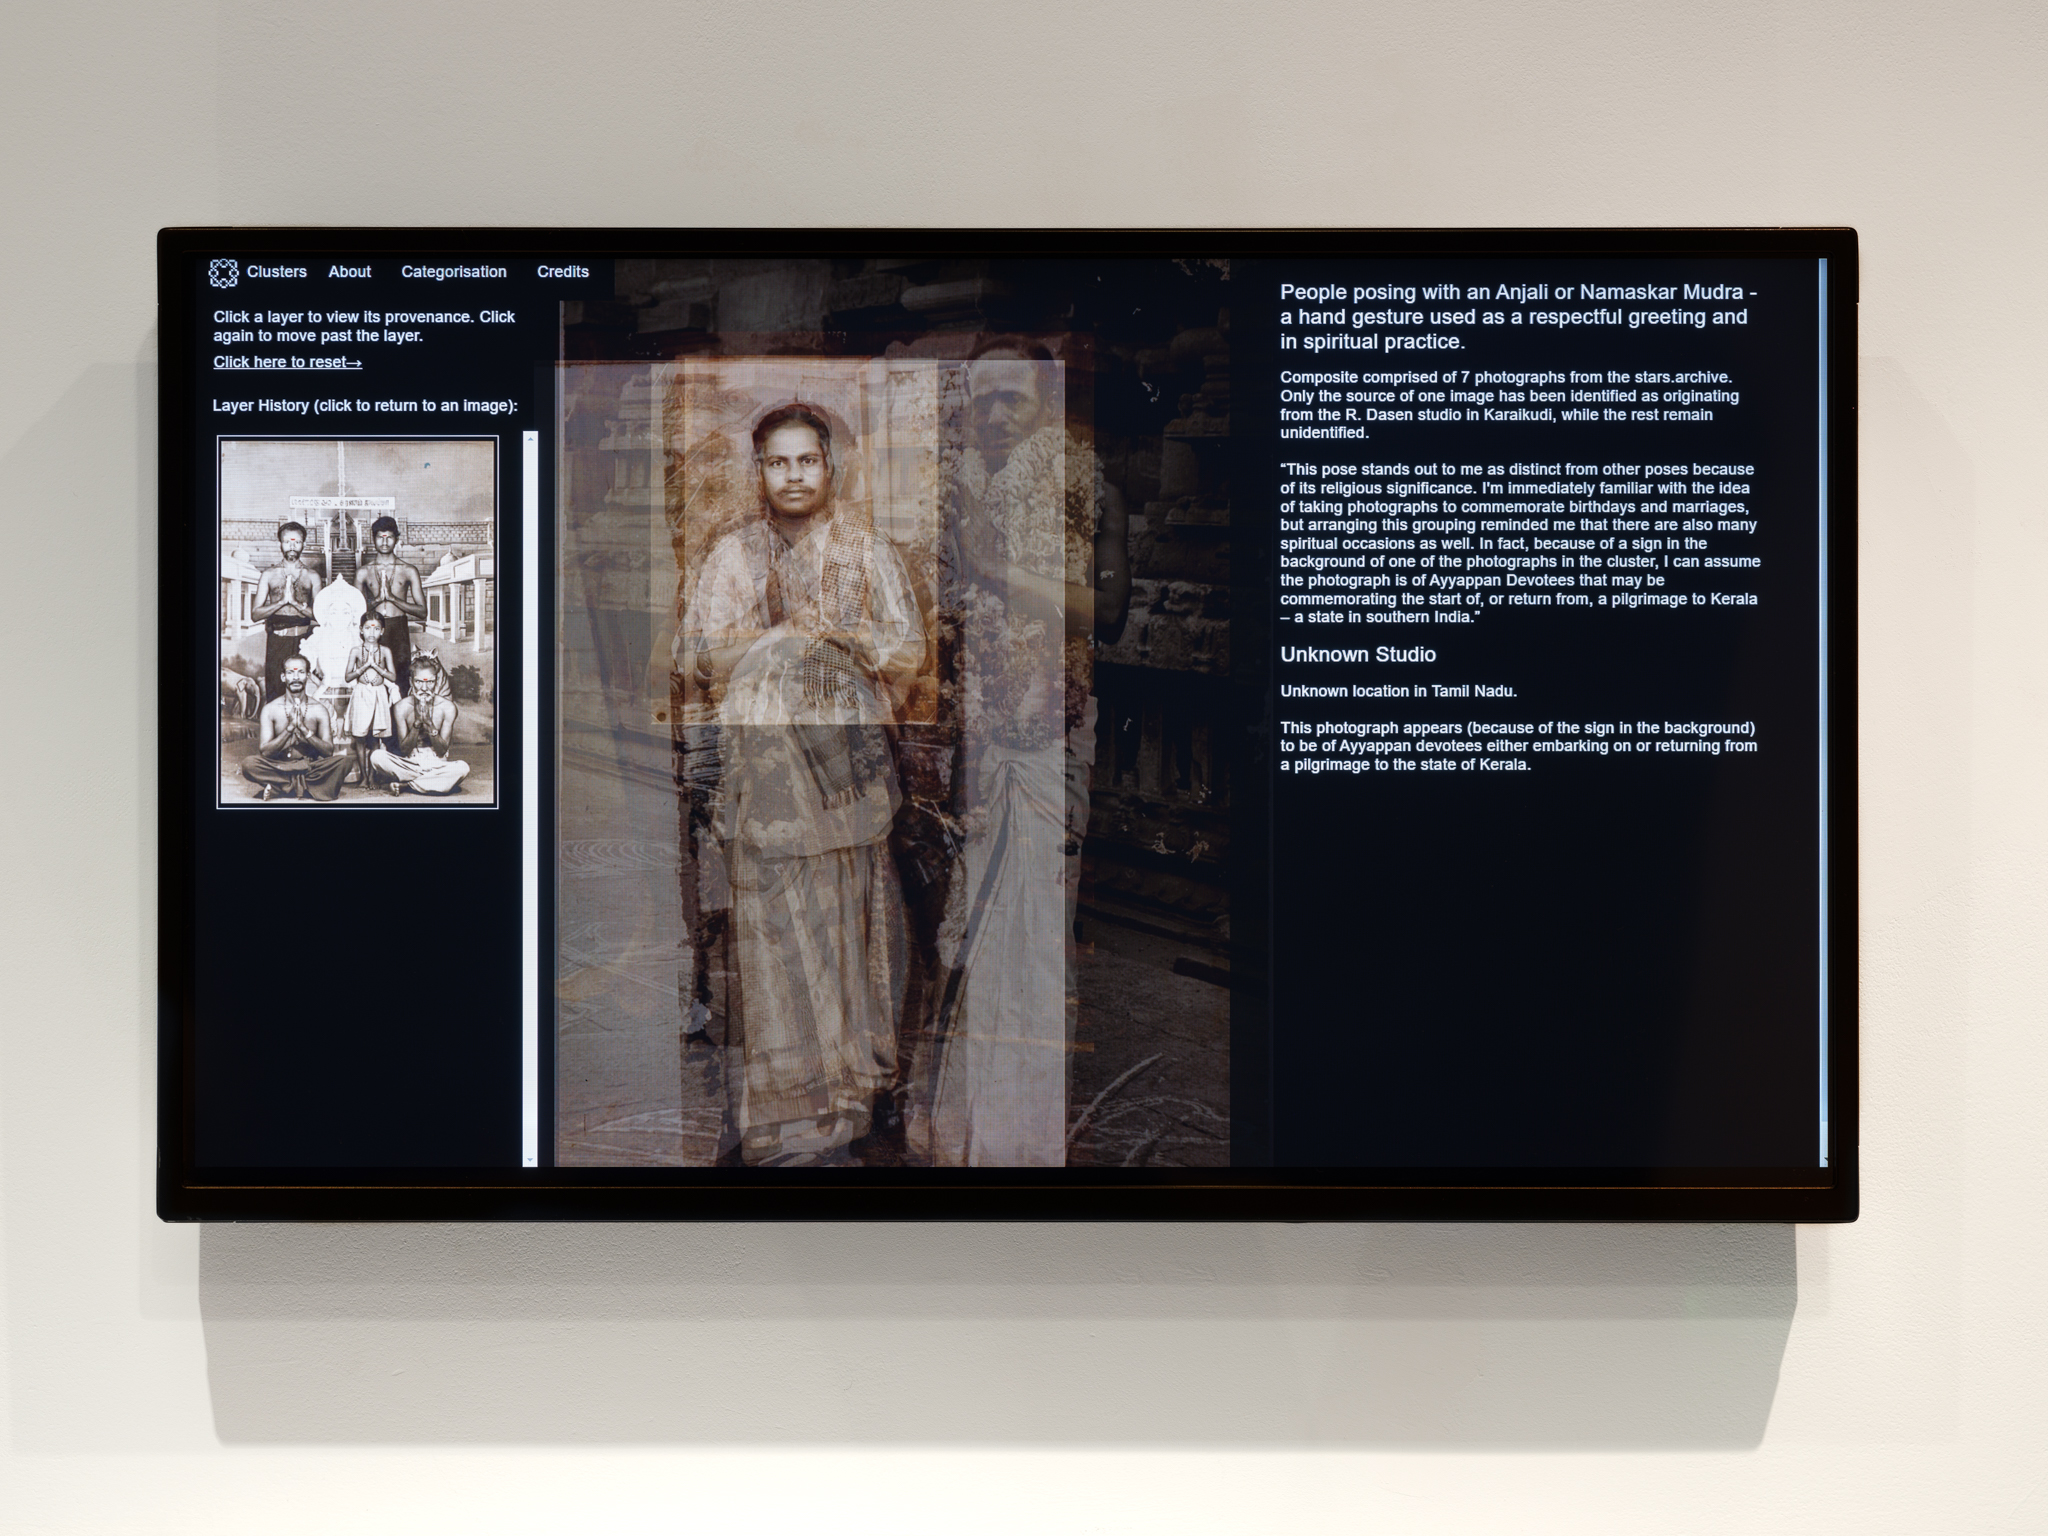 Clusters About Categorisation Credits
Click a layer to view its provenance. Click
again to move past the layer.
Click here to reset→
Layer History (click to return to an image):
People posing with an Anjali or Namaskar Mudra -
a hand gesture used as a respectful greeting and
in spiritual practice.
Composite comprised of 7 photographs from the stars.archive.
Only the source of one image has been identified as originating
from the R. Dasen studio in Karaikudi, while the rest remain
unidentified.
“This pose stands out to me as distinct from other poses because
of its religious significance. I'm immediately familiar with the idea
of taking photographs to commemorate birthdays and marriages,
but arranging this grouping reminded me that there are also many
spiritual occasions as well. In fact, because of a sign in the
background of one of the photographs in the cluster, I can assume
the photograph is of Ayyappan Devotees that may be
commemorating the start of, or return from, a pilgrimage to Kerala
– a state in southern India.”
Unknown Studio
Unknown location in Tamil Nadu.
This photograph appears (because of the sign in the background)
to be of Ayyappan devotees either embarking on or returning from
a pilgrimage to the state of Kerala.